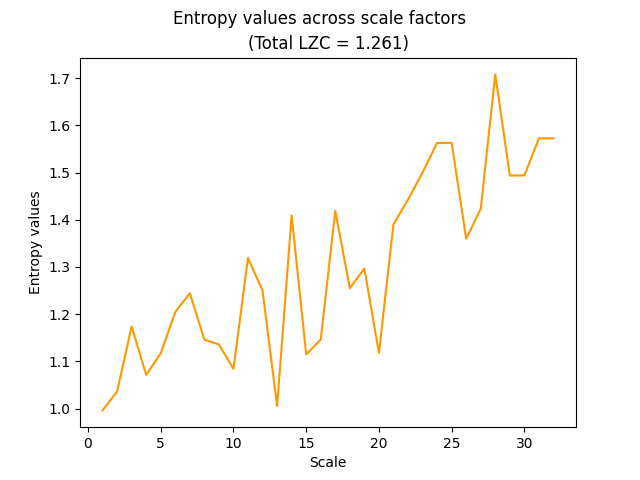 Entropy values across scale factors
(Total LZC = 1.261)
1.7
1.6
1.5
1.4
1.3
1.2
1.1
1.0
Entropy values
0 5 10 15 20 25 30
Scale